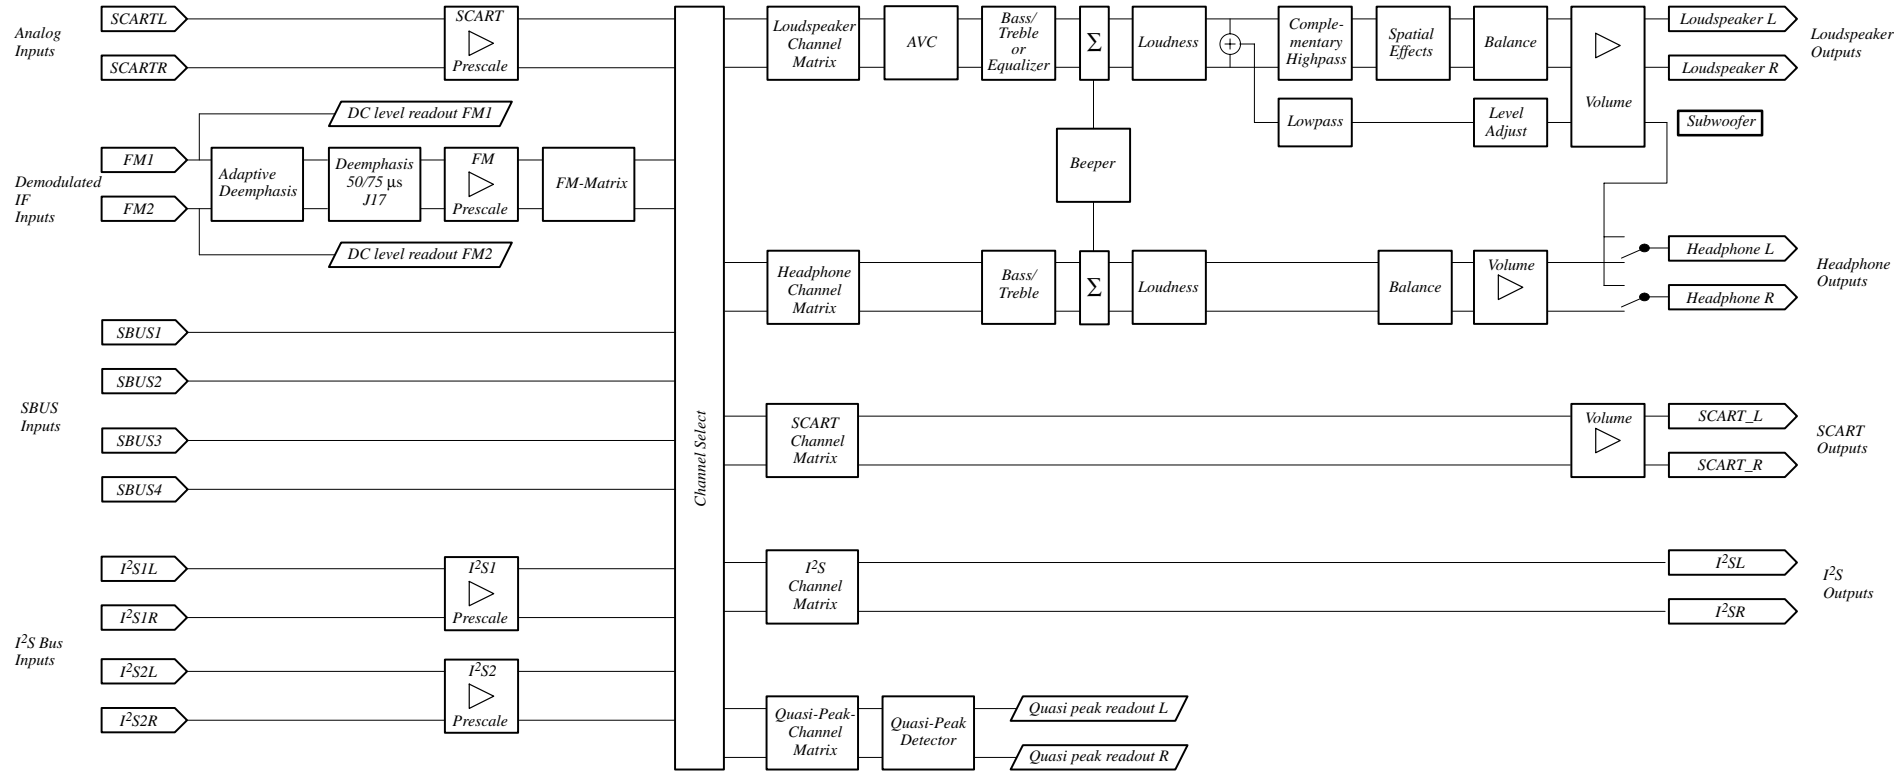 Analog
Inputs
SCARTL
SCARTR
SCART
Prescale
DC level readout FM1
Demodulated
IF
Inputs
FM1
FM2
Adaptive
Deemphasis
Deemphasis
50/75 µs
J17
FM
Prescale
FM-Matrix
DC level readout FM2
SBUS
Inputs
SBUS1
SBUS2
SBUS3
SBUS4
I²S Bus
Inputs
I²S1L
I²S1R
I²S2L
I²S2R
I²S1
Prescale
I²S2
Prescale
Channel Select
Loudspeaker
Channel
Matrix
AVC
Bass/
Treble
or
Equalizer
Σ
Loudness
Comple-
mentary
Highpass
Spatial
Effects
Balance
Volume
Loudspeaker L
Loudspeaker R
Loudspeaker
Outputs
Lowpass
Level
Adjust
Subwoofer
Beeper
Headphone
Channel
Matrix
Bass/
Treble
Σ
Loudness
Balance
Volume
Headphone L
Headphone R
Headphone
Outputs
SCART
Channel
Matrix
Volume
SCART_L
SCART_R
SCART
Outputs
I²S
Channel
Matrix
I²SL
I²SR
I²S
Outputs
Quasi-Peak-
Channel
Matrix
Quasi-Peak
Detector
Quasi peak readout L
Quasi peak readout R